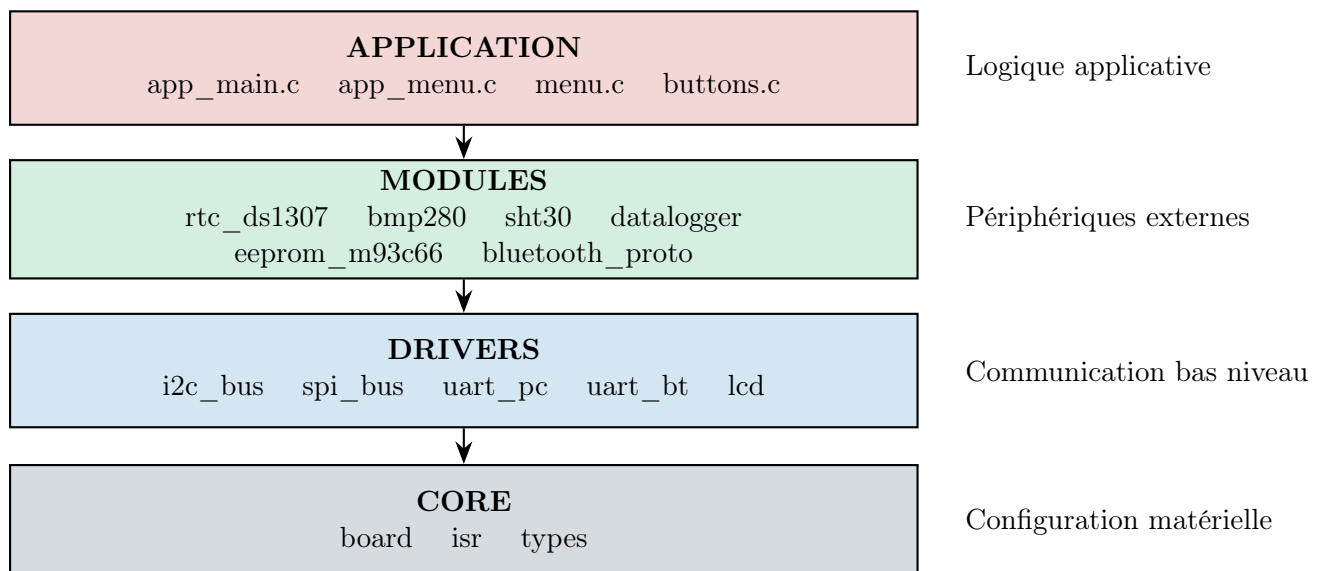 APPLICATION
app_main.c app_menu.c menu.c buttons.c
Logique applicative
MODULES
rtc_ds1307 bmp280 sht30 datalogger
eeprom_m93c66 bluetooth_proto
Périphériques externes
DRIVERS
i2c_bus spi_bus uart_pc uart_bt lcd
Communication bas niveau
CORE
board isr types
Configuration matérielle